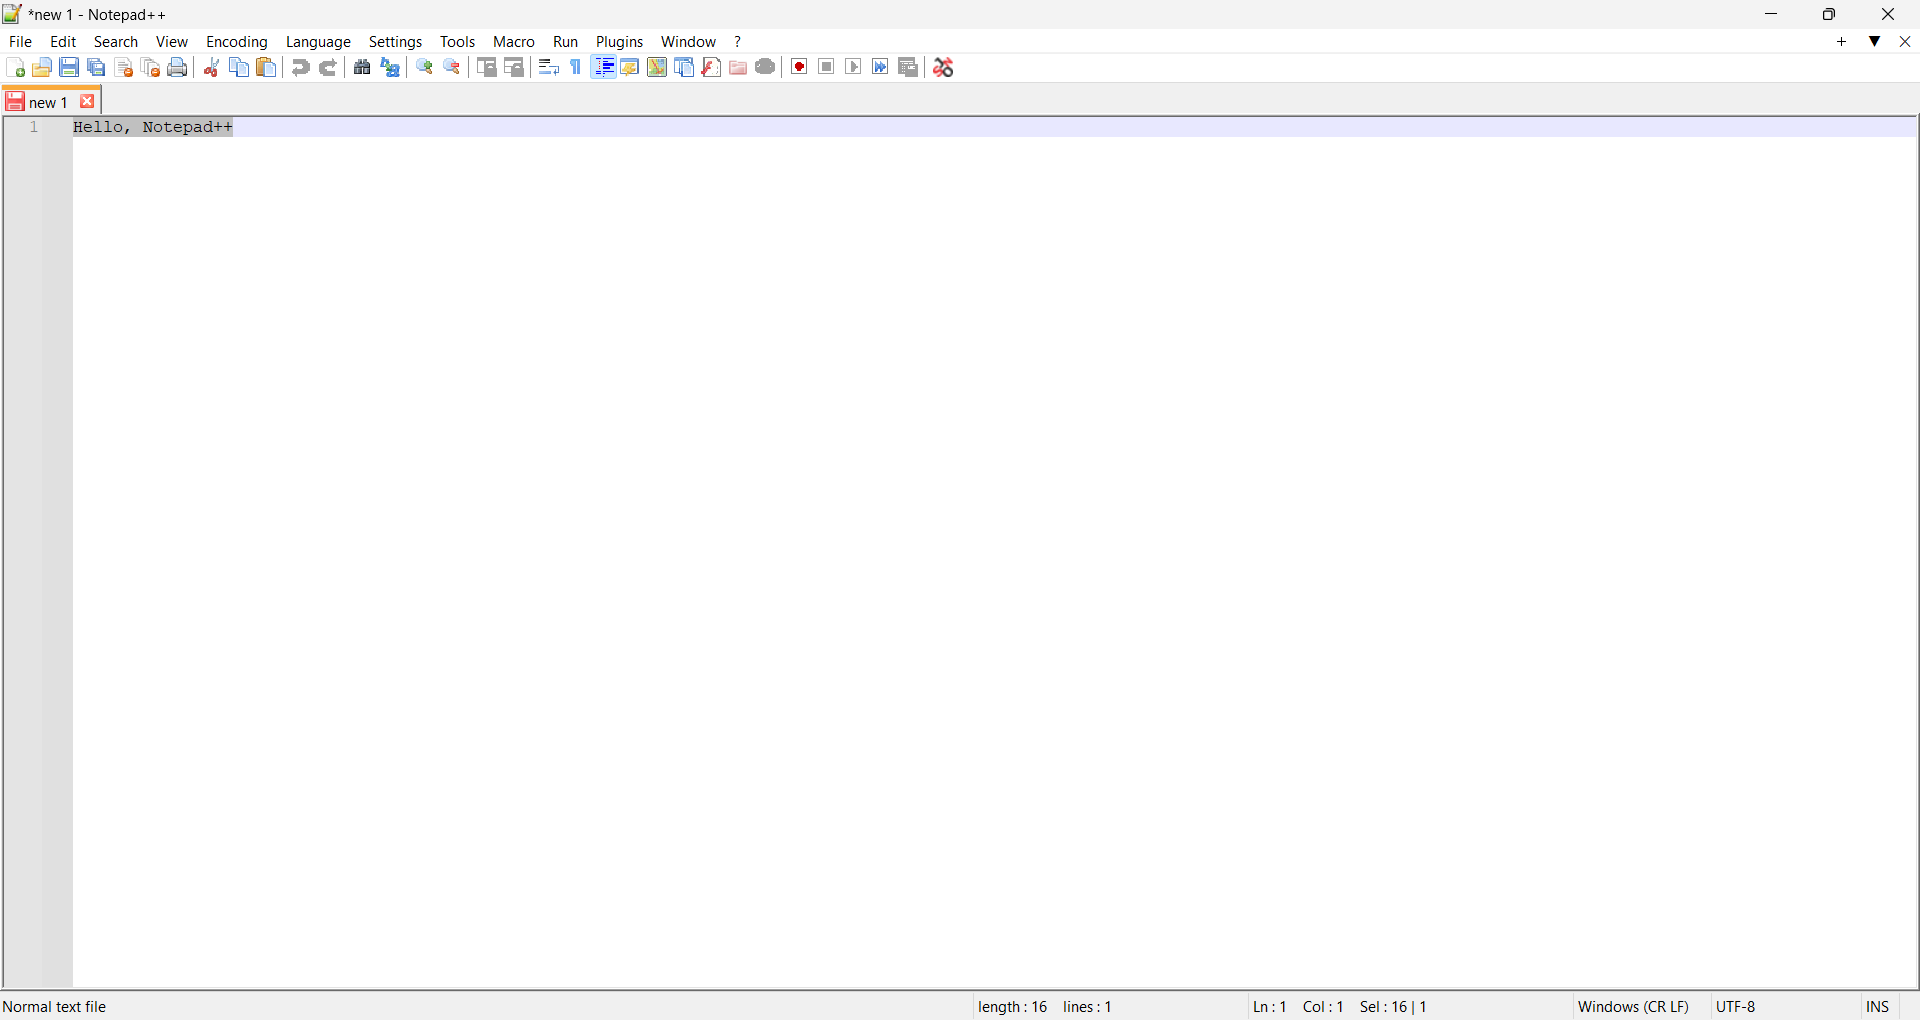 *new 1 - Notepad++
File Edit Search View Encoding Language Settings Tools Macro Run Plugins Window ?
new 1
1 Hello, Notepad++
Normal text file length : 16 lines : 1 Ln : 1 Col : 1 Sel : 16 | 1 Windows (CR LF) UTF-8 INS